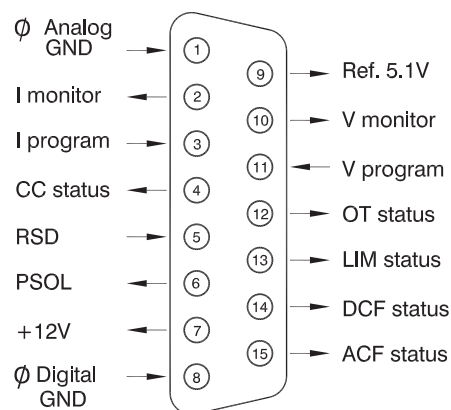 ϕ Analog
GND
1
I monitor
2
I program
3
CC status
4
RSD
5
PSOL
6
+12V
7
ϕ Digital
GND
8
9
Ref. 5.1V
10
V monitor
11
V program
12
OT status
13
LIM status
14
DCF status
15
ACF status